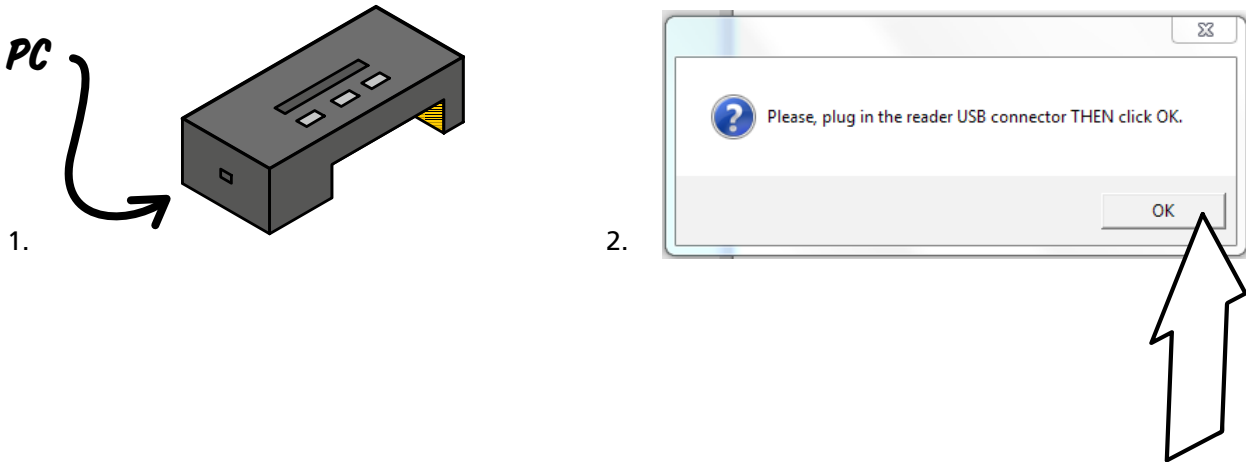 PC
1.
2.
Please, plug in the reader USB connector THEN click OK.
OK